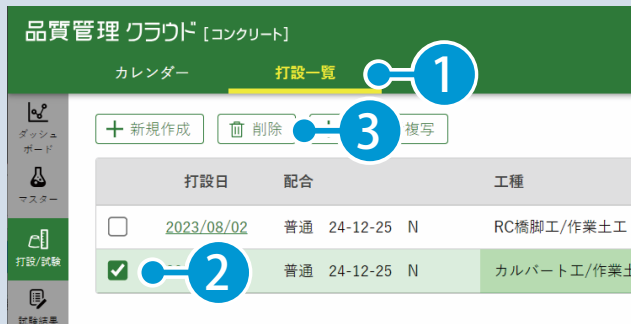 品質管理クラウド [コンクリート]
カレンダー 打設一覧 1
ダッシュ
ボード
マスター
打設/試験
試験結果
+ 新規作成 削除 3 複写
打設日 配合 工種
2023/08/02 普通 24-12-25 N RC橋脚工/作業土工
2 普通 24-12-25 N カルバート工/作業土